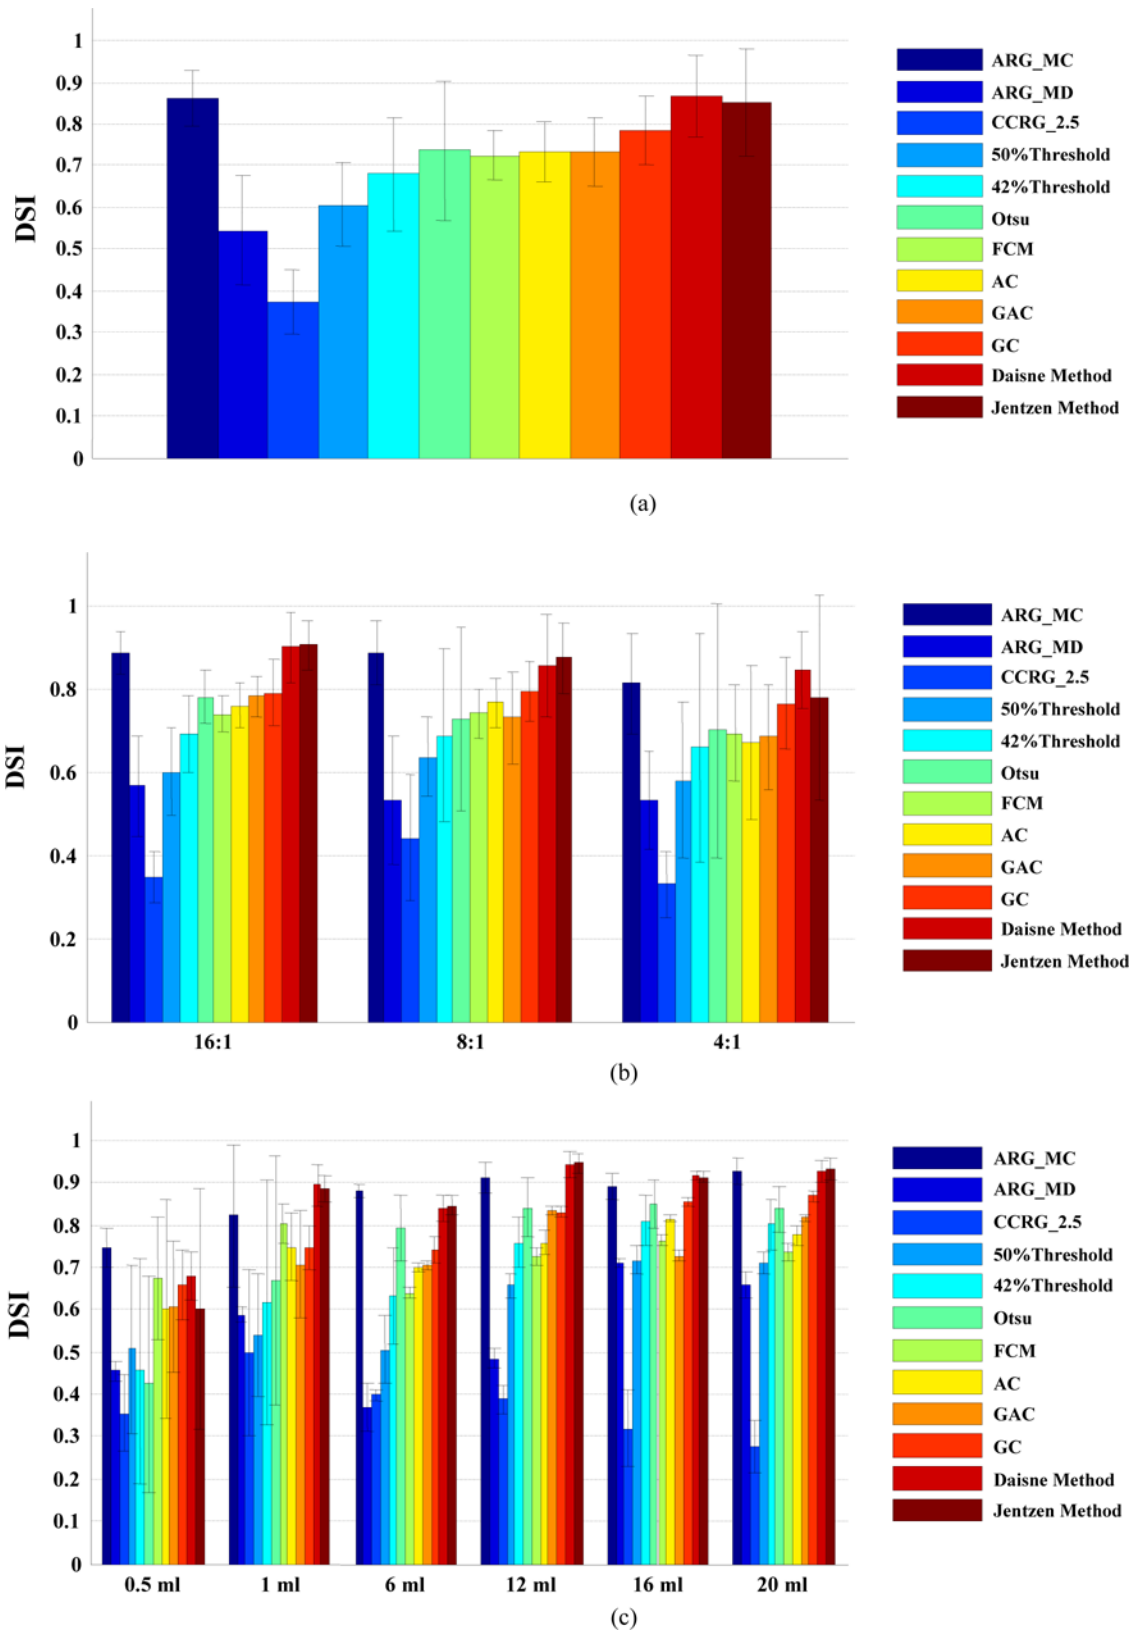 1
0.9
0.8
0.7
0.6
0.5
0.4
0.3
0.2
0.1
0
DSI
ARG_MC
ARG_MD
CCRG_2.5
50%Threshold
42%Threshold
Otsu
FCM
AC
GAC
GC
Daisne Method
Jentzen Method
(a)
1
0.8
0.6
0.4
0.2
0
DSI
16:1 8:1 4:1
ARG_MC
ARG_MD
CCRG_2.5
50%Threshold
42%Threshold
Otsu
FCM
AC
GAC
GC
Daisne Method
Jentzen Method
(b)
1
0.9
0.8
0.7
0.6
0.5
0.4
0.3
0.2
0.1
0
DSI
0.5 ml 1 ml 6 ml 12 ml 16 ml 20 ml
ARG_MC
ARG_MD
CCRG_2.5
50%Threshold
42%Threshold
Otsu
FCM
AC
GAC
GC
Daisne Method
Jentzen Method
(c)